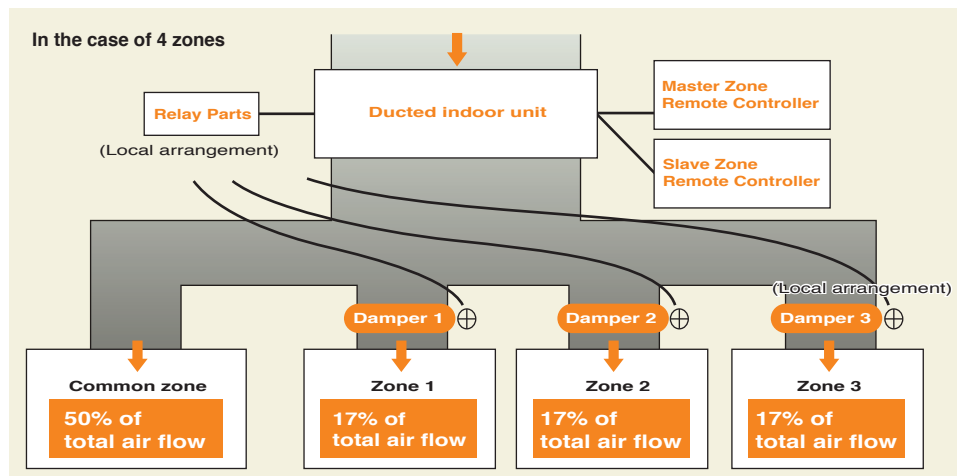 In the case of 4 zones
Relay Parts
(Local arrangement)
Ducted indoor unit
Master Zone
Remote Controller
Slave Zone
Remote Controller
(Local arrangement)
Damper 1
Damper 2
Damper 3
Common zone
50% of
total air flow
Zone 1
17% of
total air flow
Zone 2
17% of
total air flow
Zone 3
17% of
total air flow